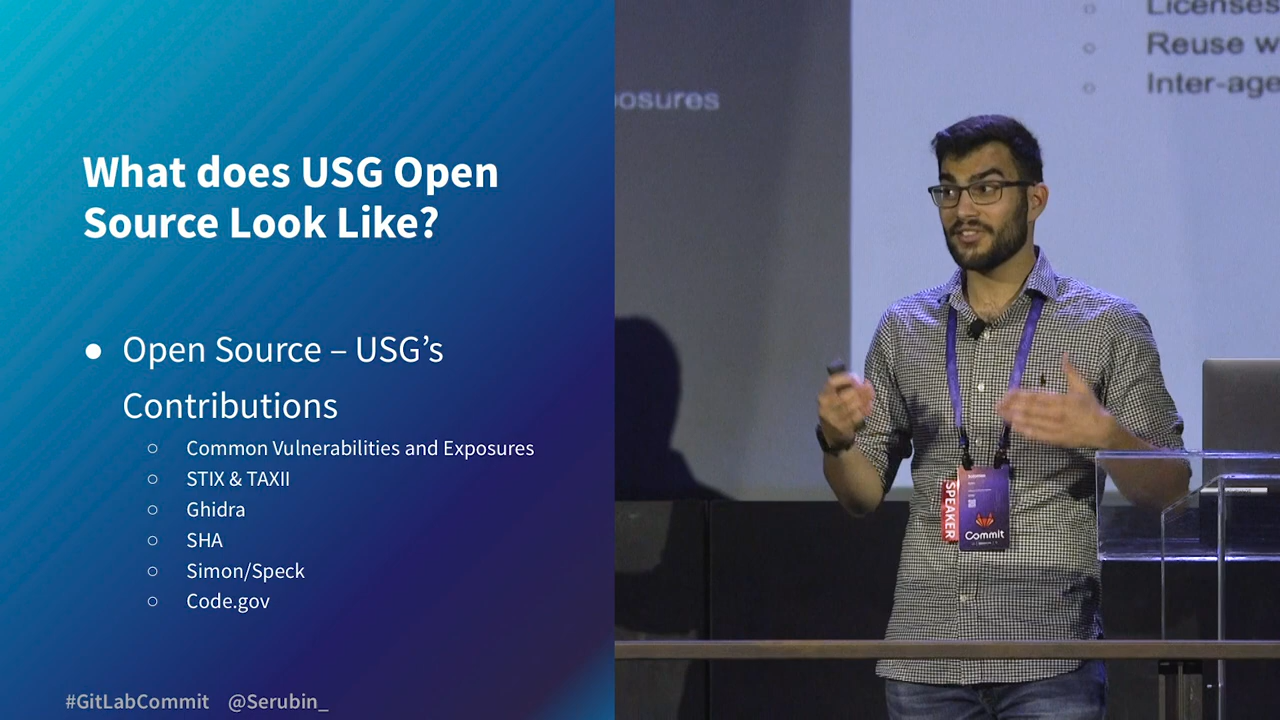 What does USG Open
Source Look Like?
● Open Source – USG’s
Contributions
○ Common Vulnerabilities and Exposures
○ STIX & TAXII
○ Ghidra
○ SHA
○ Simon/Speck
○ Code.gov
#GitLabCommit @Serubin_
osures
○ Licenses
○ Reuse w
○ Inter-age
SPEAKER
Commit